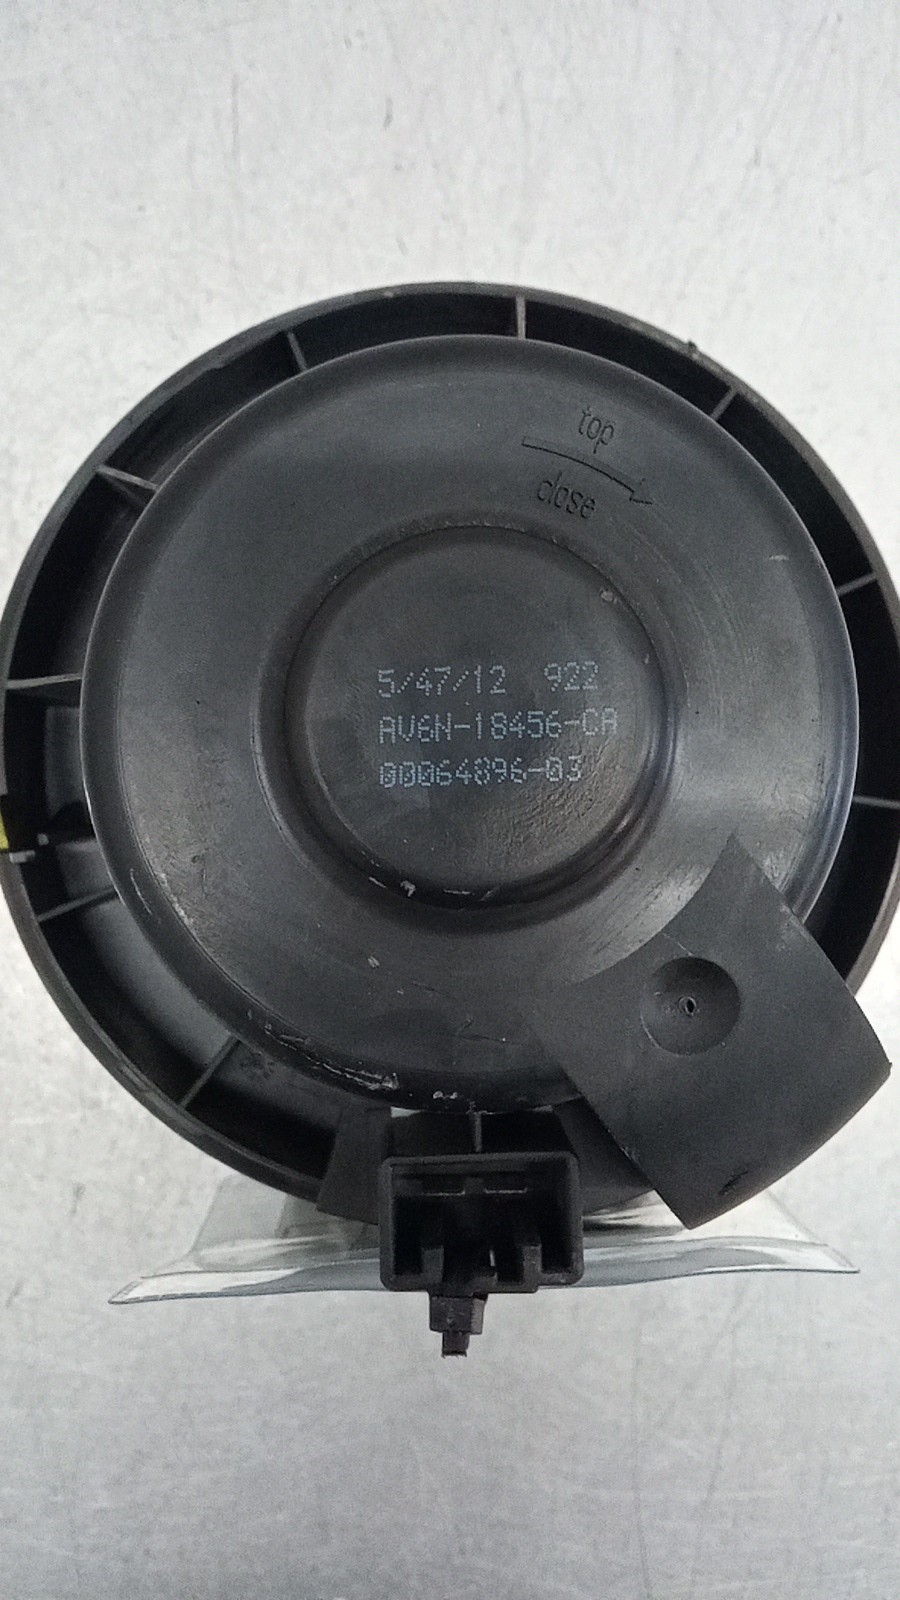 top
close
5/47/12 922
AV6N-18456-CA
00064896-03